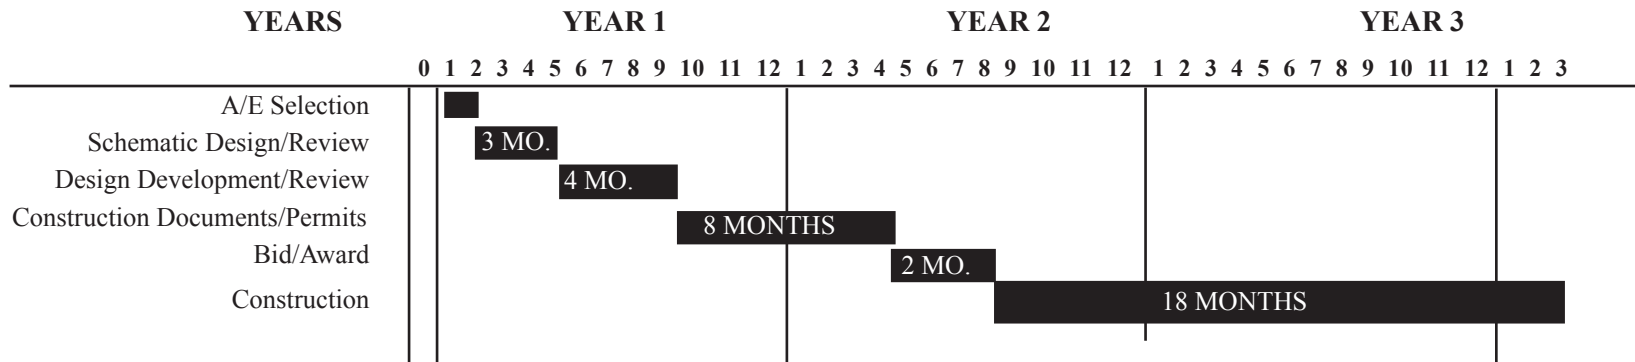 YEARS YEAR 1 YEAR 2 YEAR 3
0 1 2 3 4 5 6 7 8 9 10 11 12 1 2 3 4 5 6 7 8 9 10 11 12 1 2 3 4 5 6 7 8 9 10 11 12 1 2 3
A/E Selection
Schematic Design/Review 3 MO.
Design Development/Review 4 MO.
Construction Documents/Permits 8 MONTHS
Bid/Award 2 MO.
Construction 18 MONTHS